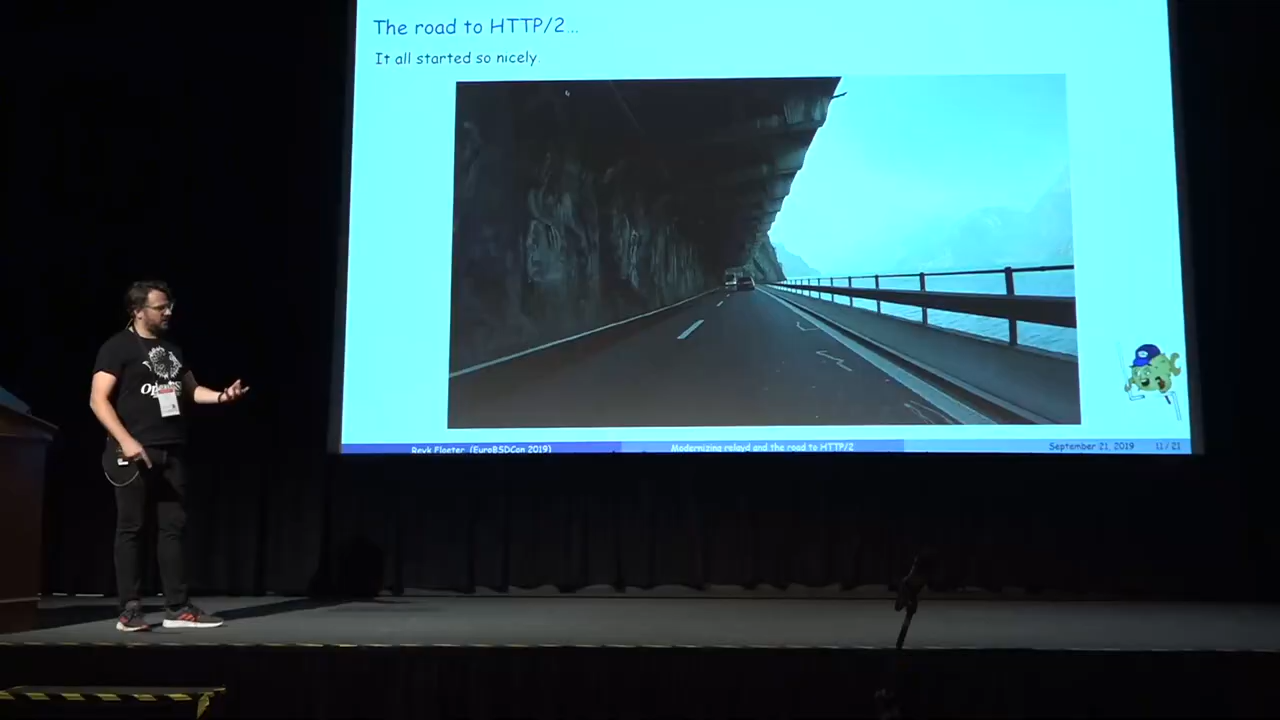 The road to HTTP/2...
It all started so nicely.
Reyk Floeter (EuroBSDCon 2019)
Modernizing relayd and the road to HTTP/2
September 21, 2019
11 / 21